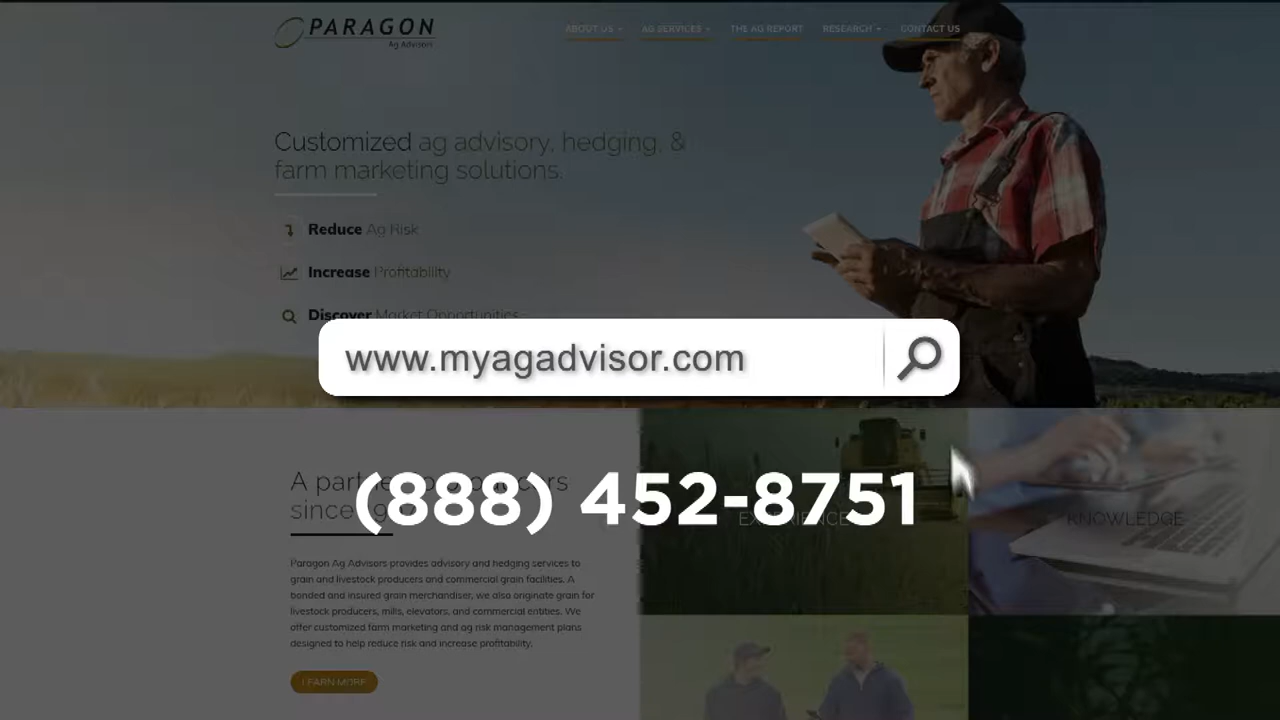 PARAGON
Ag Advisors
ABOUT US
AG SERVICES
THE AG REPORT
RESEARCH
CONTACT US
Customized ag advisory, hedging, &
farm marketing solutions.
Reduce Ag Risk
Increase Profitability
Discover Market Opportunities
www.myagadvisor.com
(888) 452-8751
A
since
EXPERIENCE
KNOWLEDGE
Paragon Ag Advisors provides advisory and hedging services to
grain and livestock producers and commercial grain facilities. A
bonded and insured grain merchandiser, we also originate grain for
livestock producers, mills, elevators, and commercial entities. We
offer customized farm marketing and ag risk management plans
designed to help reduce risk and increase profitability.
LEARN MORE